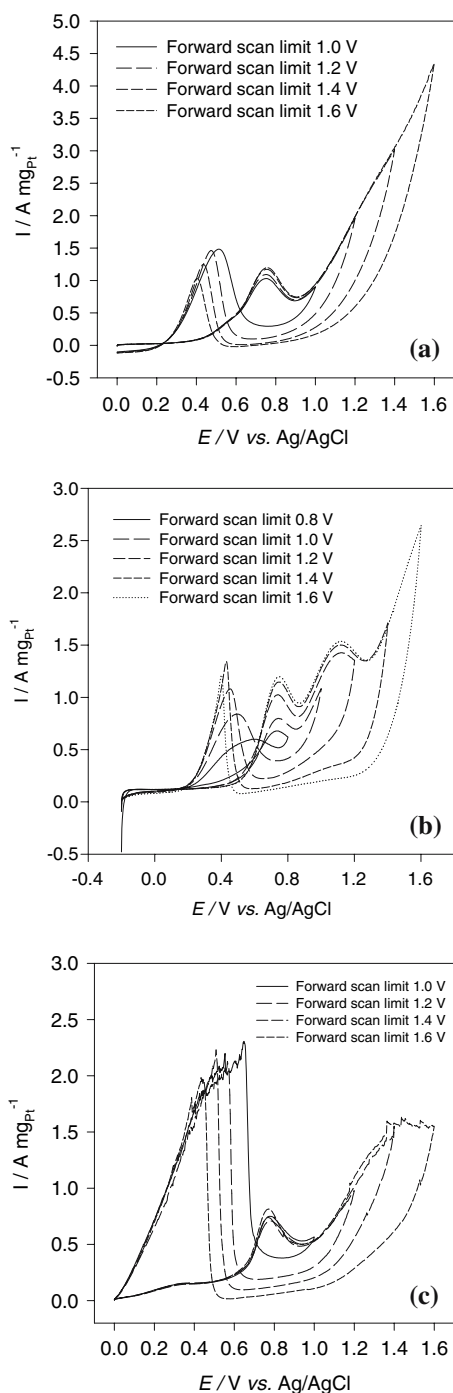 5.0
4.5
4.0
3.5
3.0
2.5
2.0
1.5
1.0
0.5
0.0
-0.5
I / A mg_Pt^-1
Forward scan limit 1.0 V
Forward scan limit 1.2 V
Forward scan limit 1.4 V
Forward scan limit 1.6 V
(a)
0.0 0.2 0.4 0.6 0.8 1.0 1.2 1.4 1.6
E / V vs. Ag/AgCl
3.0
2.5
2.0
1.5
1.0
0.5
0.0
-0.5
I / A mg_Pt^-1
Forward scan limit 0.8 V
Forward scan limit 1.0 V
Forward scan limit 1.2 V
Forward scan limit 1.4 V
Forward scan limit 1.6 V
(b)
-0.4 0.0 0.4 0.8 1.2 1.6
E / V vs. Ag/AgCl
3.0
2.5
2.0
1.5
1.0
0.5
0.0
I / A mg_Pt^-1
Forward scan limit 1.0 V
Forward scan limit 1.2 V
Forward scan limit 1.4 V
Forward scan limit 1.6 V
(c)
0.0 0.2 0.4 0.6 0.8 1.0 1.2 1.4 1.6
E / V vs. Ag/AgCl